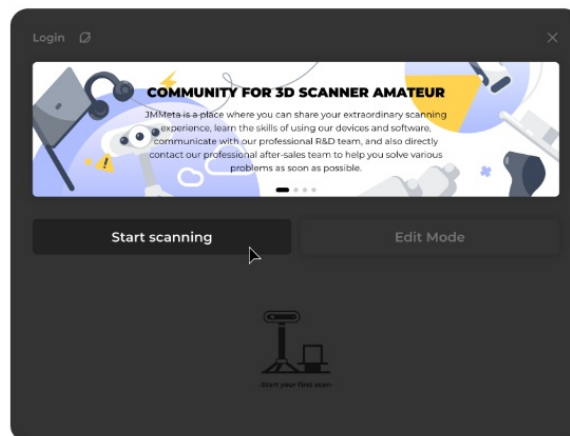 Login
COMMUNITY FOR 3D SCANNER AMATEUR
JMMeta is a place where you can share your extraordinary scanning
experience, learn the skills of using our devices and software,
communicate with our professional R&D team, and also directly
contact our professional after-sales team to help you solve various
problems as soon as possible.
Start scanning
Edit Mode
-Start your first scan-